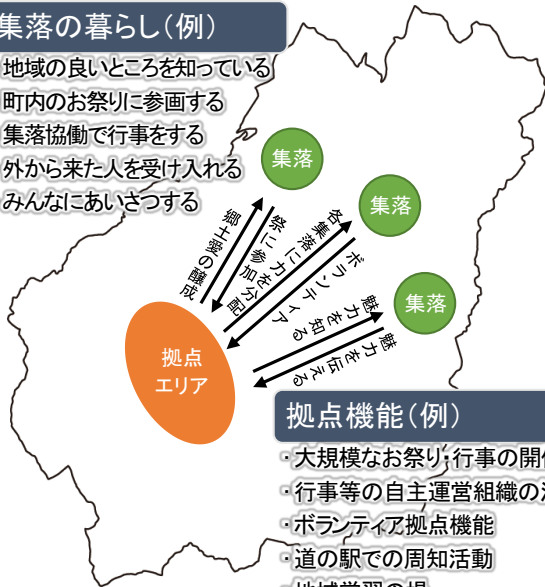 集落の暮らし(例)
地域の良いところを知っている
町内のお祭りに参画する
集落協働で行事をする
外から来た人を受け入れる
みんなにあいさつする
集落
集落
集落
郷土愛の醸成
祭に参加
各集落に力を分配
ボランティア
魅力を知る
魅力を伝える
拠点
エリア
拠点機能(例)
・大規模なお祭り・行事の開
・行事等の自主運営組織の
・ボランティア拠点機能
・道の駅での周知活動
・地域学習の場